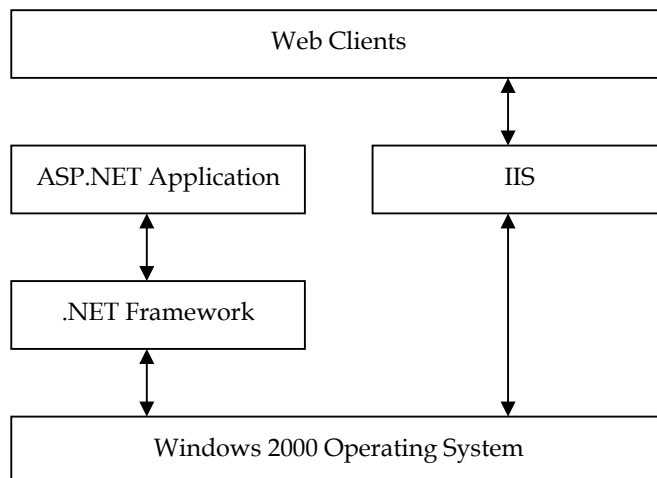 Web Clients
ASP.NET Application
IIS
.NET Framework
Windows 2000 Operating System